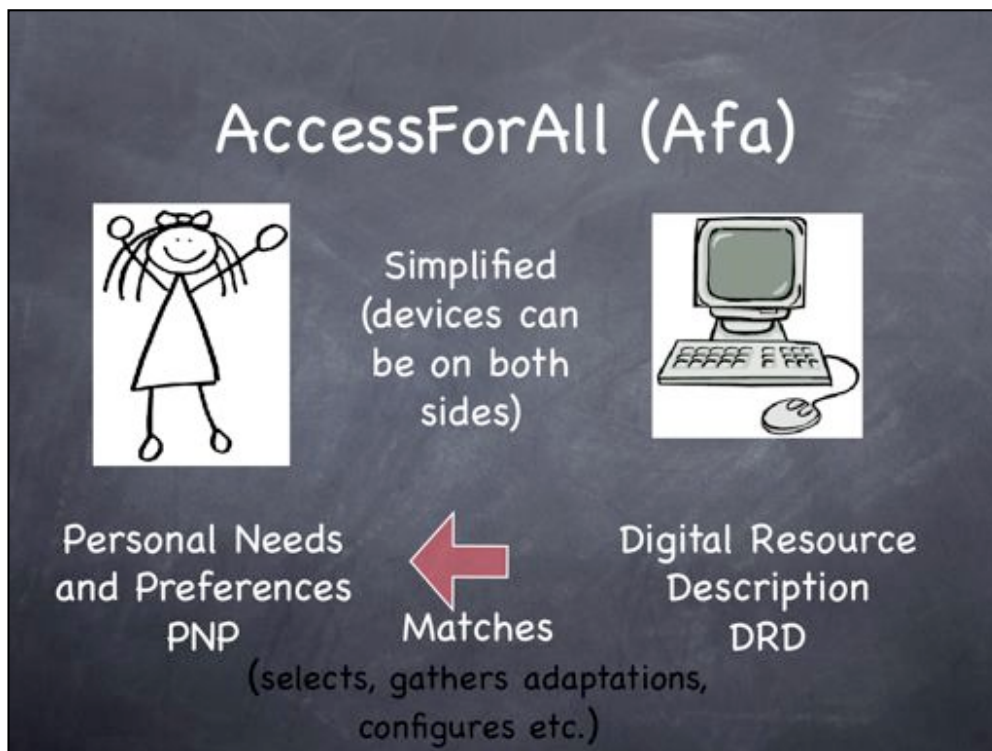 AccessForAll (Afa)
Simplified
(devices can
be on both
sides)
Personal Needs
and Preferences
PNP
Matches
Digital Resource
Description
DRD
(selects, gathers adaptations,
configures etc.)